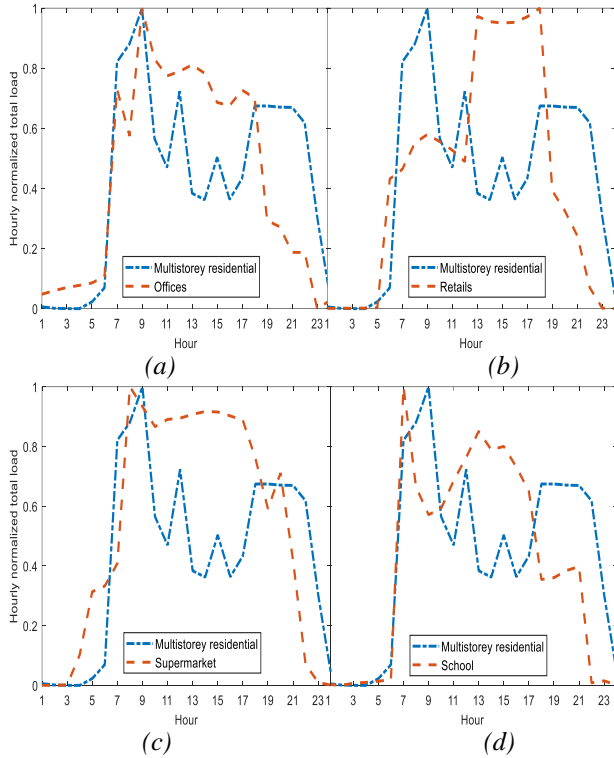 Hourly normalized total load
1
0.8
0.6
0.4
0.2
0
Multistorey residential
Offices
1 3 5 7 9 11 13 15 17 19 21 23
Hour
(a)
Multistorey residential
Retails
1 3 5 7 9 11 13 15 17 19 21 23
Hour
(b)
Hourly normalized total load
1
0.8
0.6
0.4
0.2
0
Multistorey residential
Supermarket
1 3 5 7 9 11 13 15 17 19 21 23
Hour
(c)
Multistorey residential
School
1 3 5 7 9 11 13 15 17 19 21 23
Hour
(d)